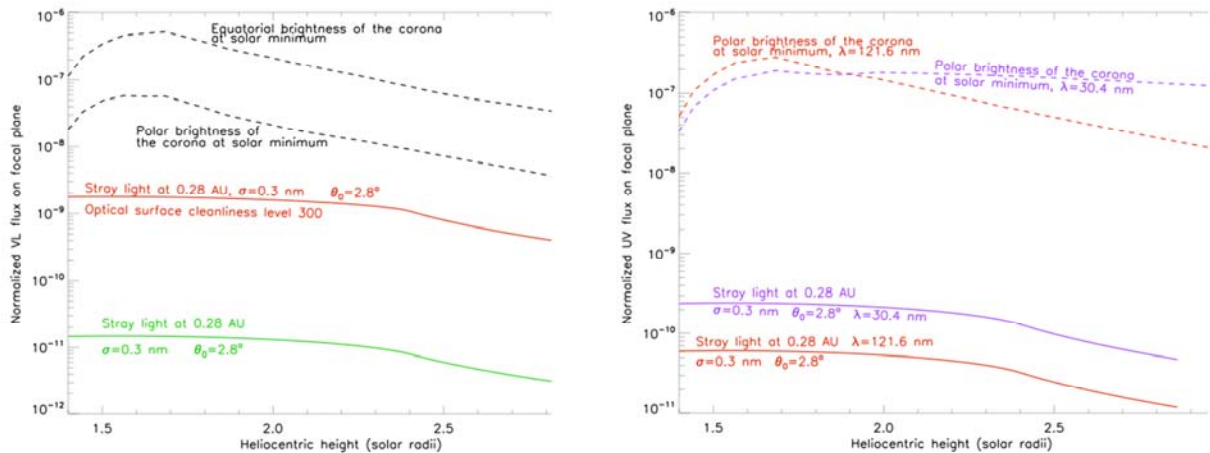 Normalized VL flux on focal plane
10⁻⁶
10⁻⁷
10⁻⁸
10⁻⁹
10⁻¹⁰
10⁻¹¹
10⁻¹²
Equatorial brightness of the corona
at solar minimum
Polar brightness of
the corona at solar minimum
Stray light at 0.28 AU, σ=0.3 nm θ₀=2.8°
Optical surface cleanliness level 300
Stray light at 0.28 AU
σ=0.3 nm θ₀=2.8°
1.5 2.0 2.5
Heliocentric height (solar radii)
Normalized UV flux on focal plane
10⁻⁶
10⁻⁷
10⁻⁸
10⁻⁹
10⁻¹⁰
10⁻¹¹
Polar brightness of the corona
at solar minimum, λ=121.6 nm
Polar brightness of the corona
at solar minimum, λ=30.4 nm
Stray light at 0.28 AU
σ=0.3 nm θ₀=2.8° λ=30.4 nm
Stray light at 0.28 AU λ=121.6 nm
σ=0.3 nm θ₀=2.8°
1.5 2.0 2.5
Heliocentric height (solar radii)